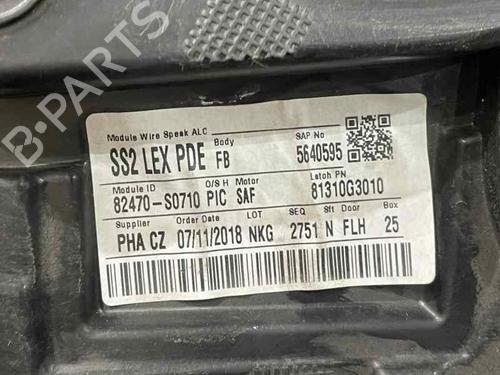 Module Wire Speak ALC Body SAP No
SS2 LEX PDE FB 5640595
Module ID O/S H Motor Latch PN
82470-S0710 PIC SAF 81310G3010
Supplier Order Date LOT SEQ Sft Door Box
PHA CZ 07/11/2018 NKG 2751 N FLH 25
B-PARTS